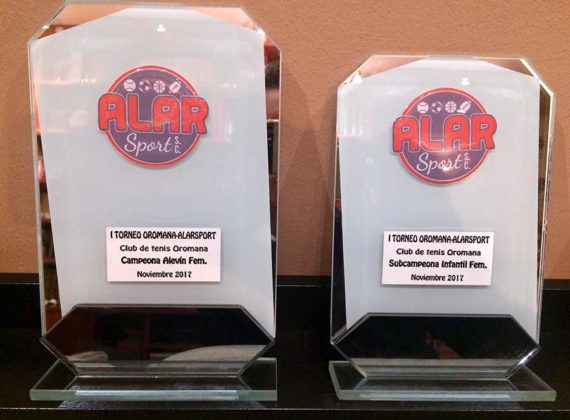 ALAR
Sport S.C.
I TORNEO OROMANA-ALARSPORT
Club de tenis Oromana
Campeona Alevín Fem.
Noviembre 2017
ALAR
Sport S.C.
I TORNEO OROMANA-ALARSPORT
Club de tenis Oromana
Subcampeona Infantil Fem.
Noviembre 2017